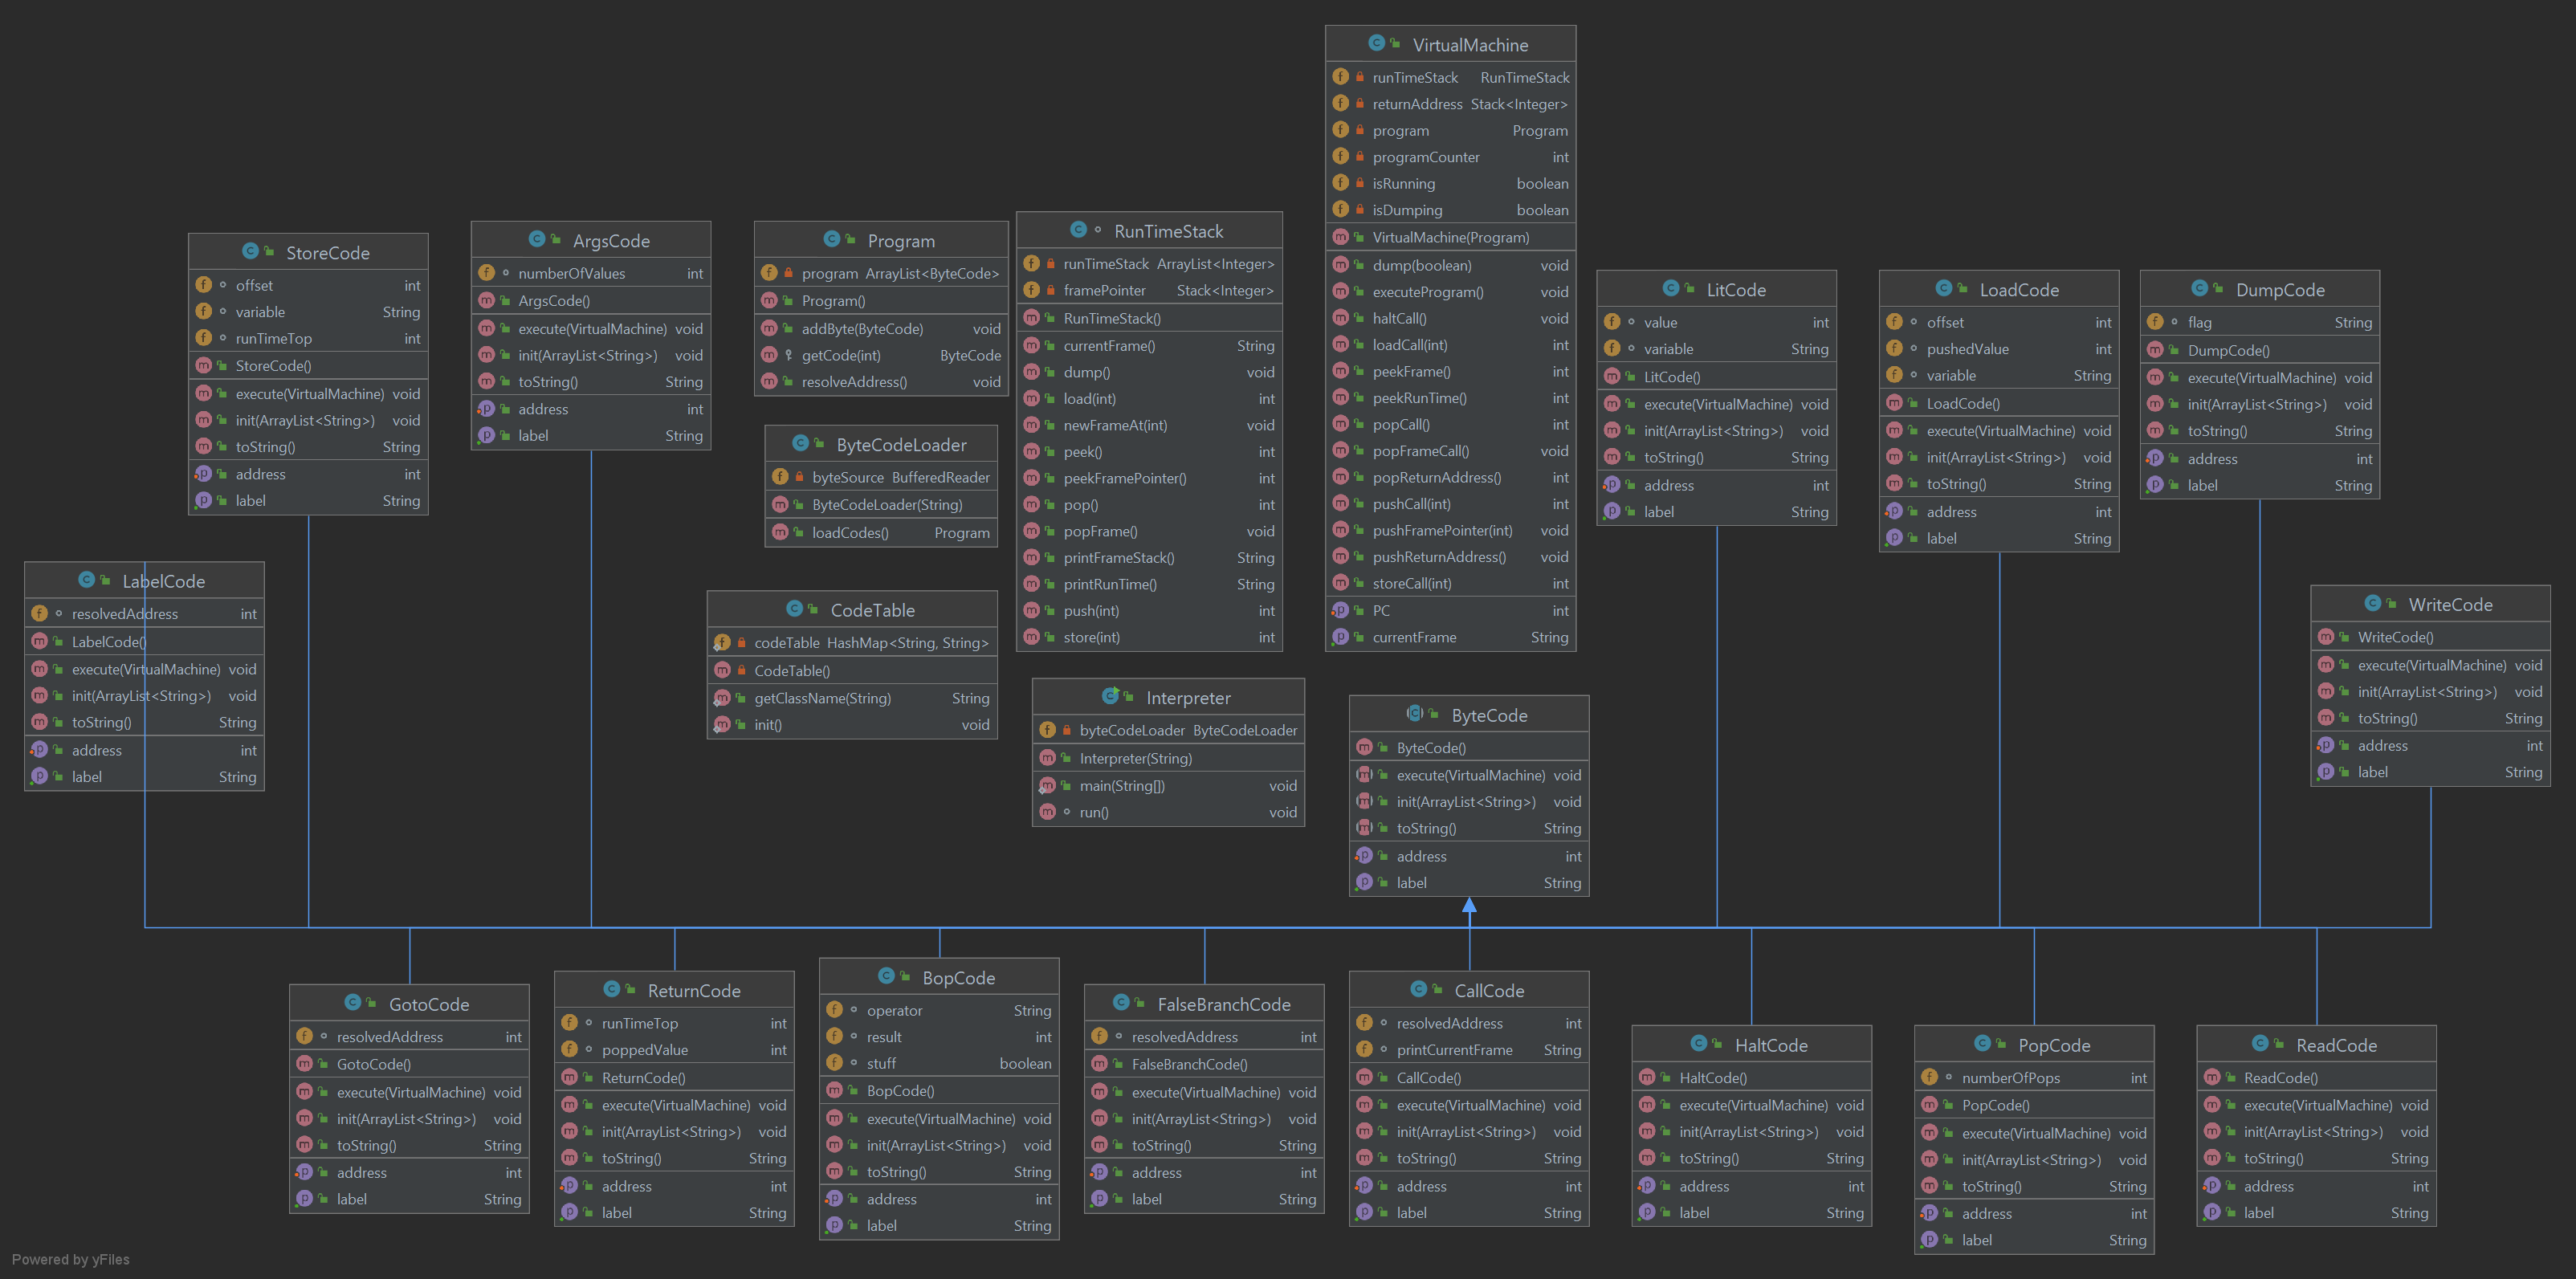 VirtualMachine
runTimeStack RunTimeStack
returnAddress Stack<Integer>
program Program
programCounter int
isRunning boolean
isDumping boolean
VirtualMachine(Program)
dump(boolean) void
executeProgram() void
haltCall() void
loadCall(int) int
peekFrame() int
peekRunTime() int
popCall() int
popFrameCall() void
popReturnAddress() int
pushCall(int) int
pushFramePointer(int) void
pushReturnAddress() void
storeCall(int) int
PC int
currentFrame String
StoreCode
offset int
variable String
runTimeTop int
StoreCode()
execute(VirtualMachine) void
init(ArrayList<String>) void
toString() String
address int
label String
ArgsCode
numberOfValues int
ArgsCode()
execute(VirtualMachine) void
init(ArrayList<String>) void
toString() String
address int
label String
Program
program ArrayList<ByteCode>
Program()
addByte(ByteCode) void
getCode(int) ByteCode
resolveAddress() void
ByteCodeLoader
byteSource BufferedReader
ByteCodeLoader(String)
loadCodes() Program
RunTimeStack
runTimeStack ArrayList<Integer>
framePointer Stack<Integer>
RunTimeStack()
currentFrame() String
dump() void
load(int) int
newFrameAt(int) void
peek() int
peekFramePointer() int
pop() int
popFrame() void
printFrameStack() String
printRunTime() String
push(int) int
store(int) int
LitCode
value int
variable String
LitCode()
execute(VirtualMachine) void
init(ArrayList<String>) void
toString() String
address int
label String
LoadCode
offset int
pushedValue int
variable String
LoadCode()
execute(VirtualMachine) void
init(ArrayList<String>) void
toString() String
address int
label String
DumpCode
flag String
DumpCode()
execute(VirtualMachine) void
init(ArrayList<String>) void
toString() String
address int
label String
LabelCode
resolvedAddress int
LabelCode()
execute(VirtualMachine) void
init(ArrayList<String>) void
toString() String
address int
label String
CodeTable
codeTable HashMap<String, String>
CodeTable()
getClassName(String) String
init() void
Interpreter
byteCodeLoader ByteCodeLoader
Interpreter(String)
main(String[]) void
run() void
ByteCode
ByteCode()
execute(VirtualMachine) void
init(ArrayList<String>) void
toString() String
address int
label String
WriteCode
WriteCode()
execute(VirtualMachine) void
init(ArrayList<String>) void
toString() String
address int
label String
GotoCode
resolvedAddress int
GotoCode()
execute(VirtualMachine) void
init(ArrayList<String>) void
toString() String
address int
label String
ReturnCode
runTimeTop int
poppedValue int
ReturnCode()
execute(VirtualMachine) void
init(ArrayList<String>) void
toString() String
address int
label String
BopCode
operator String
result int
stuff boolean
BopCode()
execute(VirtualMachine) void
init(ArrayList<String>) void
toString() String
address int
label String
FalseBranchCode
resolvedAddress int
FalseBranchCode()
execute(VirtualMachine) void
init(ArrayList<String>) void
toString() String
address int
label String
CallCode
resolvedAddress int
printCurrentFrame String
CallCode()
execute(VirtualMachine) void
init(ArrayList<String>) void
toString() String
address int
label String
HaltCode
HaltCode()
execute(VirtualMachine) void
init(ArrayList<String>) void
toString() String
address int
label String
PopCode
numberOfPops int
PopCode()
execute(VirtualMachine) void
init(ArrayList<String>) void
toString() String
address int
label String
ReadCode
ReadCode()
execute(VirtualMachine) void
init(ArrayList<String>) void
toString() String
address int
label String
Powered by yFiles